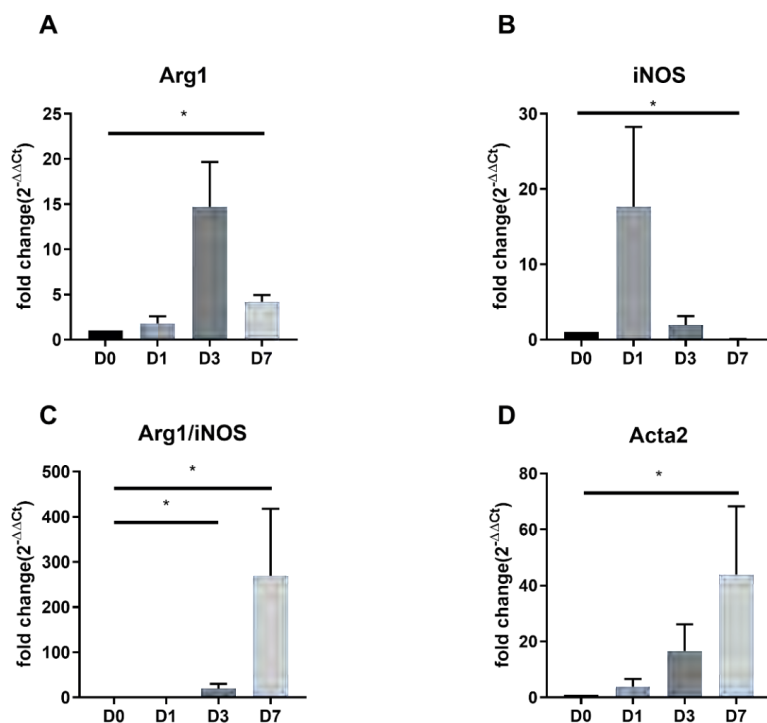 A
Arg1
fold change(2^-ΔΔCt)
25
20
15
10
5
0
*
D0 D1 D3 D7
B
iNOS
fold change(2^-ΔΔCt)
30
20
10
0
*
D0 D1 D3 D7
C
Arg1/iNOS
fold change(2^-ΔΔCt)
500
400
300
200
100
0
*
*
D0 D1 D3 D7
D
Acta2
fold change(2^-ΔΔCt)
80
60
40
20
0
*
D0 D1 D3 D7